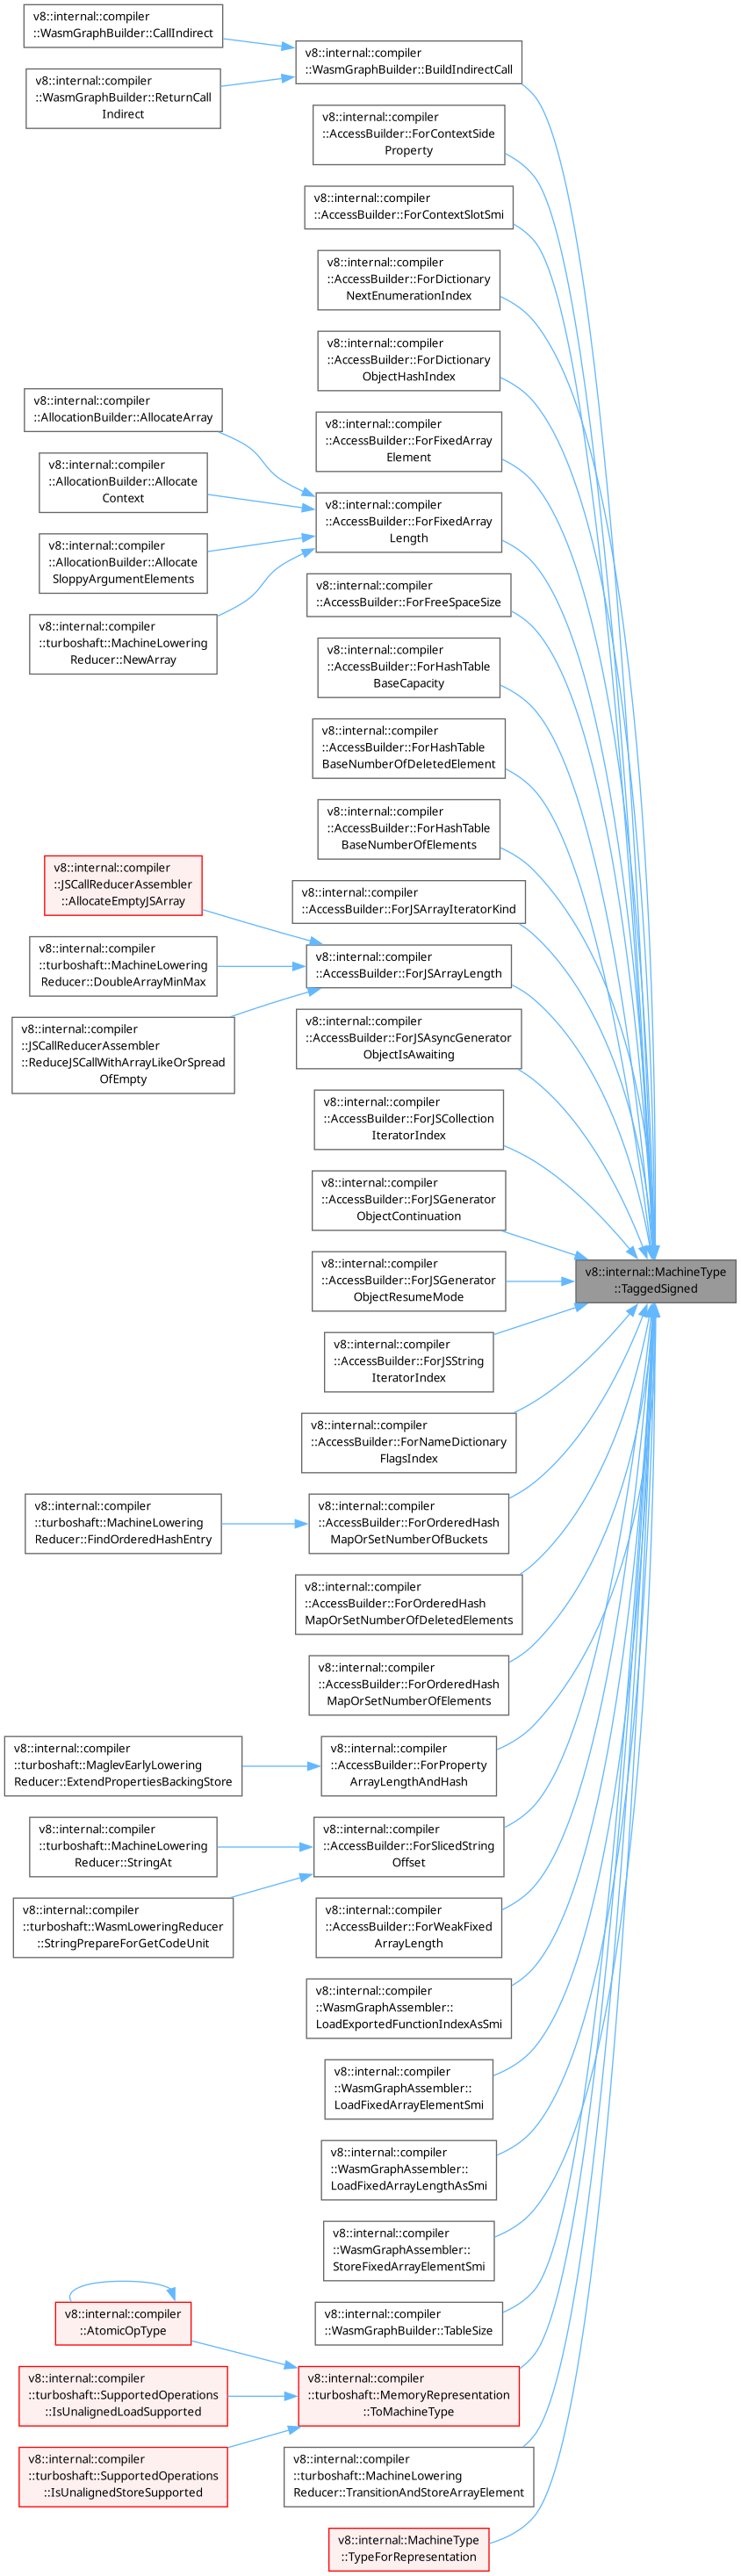 v8::internal::compiler
::WasmGraphBuilder::CallIndirect
v8::internal::compiler
::WasmGraphBuilder::BuildIndirectCall
v8::internal::compiler
::WasmGraphBuilder::ReturnCall
Indirect
v8::internal::compiler
::AccessBuilder::ForContextSide
Property
v8::internal::compiler
::AccessBuilder::ForContextSlotSmi
v8::internal::compiler
::AccessBuilder::ForDictionary
NextEnumerationIndex
v8::internal::compiler
::AccessBuilder::ForDictionary
ObjectHashIndex
v8::internal::compiler
::AllocationBuilder::AllocateArray
v8::internal::compiler
::AccessBuilder::ForFixedArray
Element
v8::internal::compiler
::AllocationBuilder::Allocate
Context
v8::internal::compiler
::AccessBuilder::ForFixedArray
Length
v8::internal::compiler
::AllocationBuilder::Allocate
SloppyArgumentElements
v8::internal::compiler
::AccessBuilder::ForFreeSpaceSize
v8::internal::compiler
::turboshaft::MachineLowering
Reducer::NewArray
v8::internal::compiler
::AccessBuilder::ForHashTable
BaseCapacity
v8::internal::compiler
::AccessBuilder::ForHashTable
BaseNumberOfDeletedElement
v8::internal::compiler
::AccessBuilder::ForHashTable
BaseNumberOfElements
v8::internal::compiler
::JSCallReducerAssembler
::AllocateEmptyJSArray
v8::internal::compiler
::AccessBuilder::ForJSArrayIteratorKind
v8::internal::compiler
::turboshaft::MachineLowering
Reducer::DoubleArrayMinMax
v8::internal::compiler
::AccessBuilder::ForJSArrayLength
v8::internal::compiler
::JSCallReducerAssembler
::ReduceJSCallWithArrayLikeOrSpread
OfEmpty
v8::internal::compiler
::AccessBuilder::ForJSAsyncGenerator
ObjectIsAwaiting
v8::internal::compiler
::AccessBuilder::ForJSCollection
IteratorIndex
v8::internal::compiler
::AccessBuilder::ForJSGenerator
ObjectContinuation
v8::internal::compiler
::AccessBuilder::ForJSGenerator
ObjectResumeMode
v8::internal::MachineType
::TaggedSigned
v8::internal::compiler
::AccessBuilder::ForJSString
IteratorIndex
v8::internal::compiler
::AccessBuilder::ForNameDictionary
FlagsIndex
v8::internal::compiler
::turboshaft::MachineLowering
Reducer::FindOrderedHashEntry
v8::internal::compiler
::AccessBuilder::ForOrderedHash
MapOrSetNumberOfBuckets
v8::internal::compiler
::AccessBuilder::ForOrderedHash
MapOrSetNumberOfDeletedElements
v8::internal::compiler
::AccessBuilder::ForOrderedHash
MapOrSetNumberOfElements
v8::internal::compiler
::turboshaft::MaglevEarlyLowering
Reducer::ExtendPropertiesBackingStore
v8::internal::compiler
::AccessBuilder::ForProperty
ArrayLengthAndHash
v8::internal::compiler
::turboshaft::MachineLowering
Reducer::StringAt
v8::internal::compiler
::AccessBuilder::ForSlicedString
Offset
v8::internal::compiler
::turboshaft::WasmLoweringReducer
::StringPrepareForGetCodeUnit
v8::internal::compiler
::AccessBuilder::ForWeakFixed
ArrayLength
v8::internal::compiler
::WasmGraphAssembler::
LoadExportedFunctionIndexAsSmi
v8::internal::compiler
::WasmGraphAssembler::
LoadFixedArrayElementSmi
v8::internal::compiler
::WasmGraphAssembler::
LoadFixedArrayLengthAsSmi
v8::internal::compiler
::WasmGraphAssembler::
StoreFixedArrayElementSmi
v8::internal::compiler
::AtomicOpType
v8::internal::compiler
::WasmGraphBuilder::TableSize
v8::internal::compiler
::turboshaft::SupportedOperations
::IsUnalignedLoadSupported
v8::internal::compiler
::turboshaft::MemoryRepresentation
::ToMachineType
v8::internal::compiler
::turboshaft::SupportedOperations
::IsUnalignedStoreSupported
v8::internal::compiler
::turboshaft::MachineLowering
Reducer::TransitionAndStoreArrayElement
v8::internal::MachineType
::TypeForRepresentation